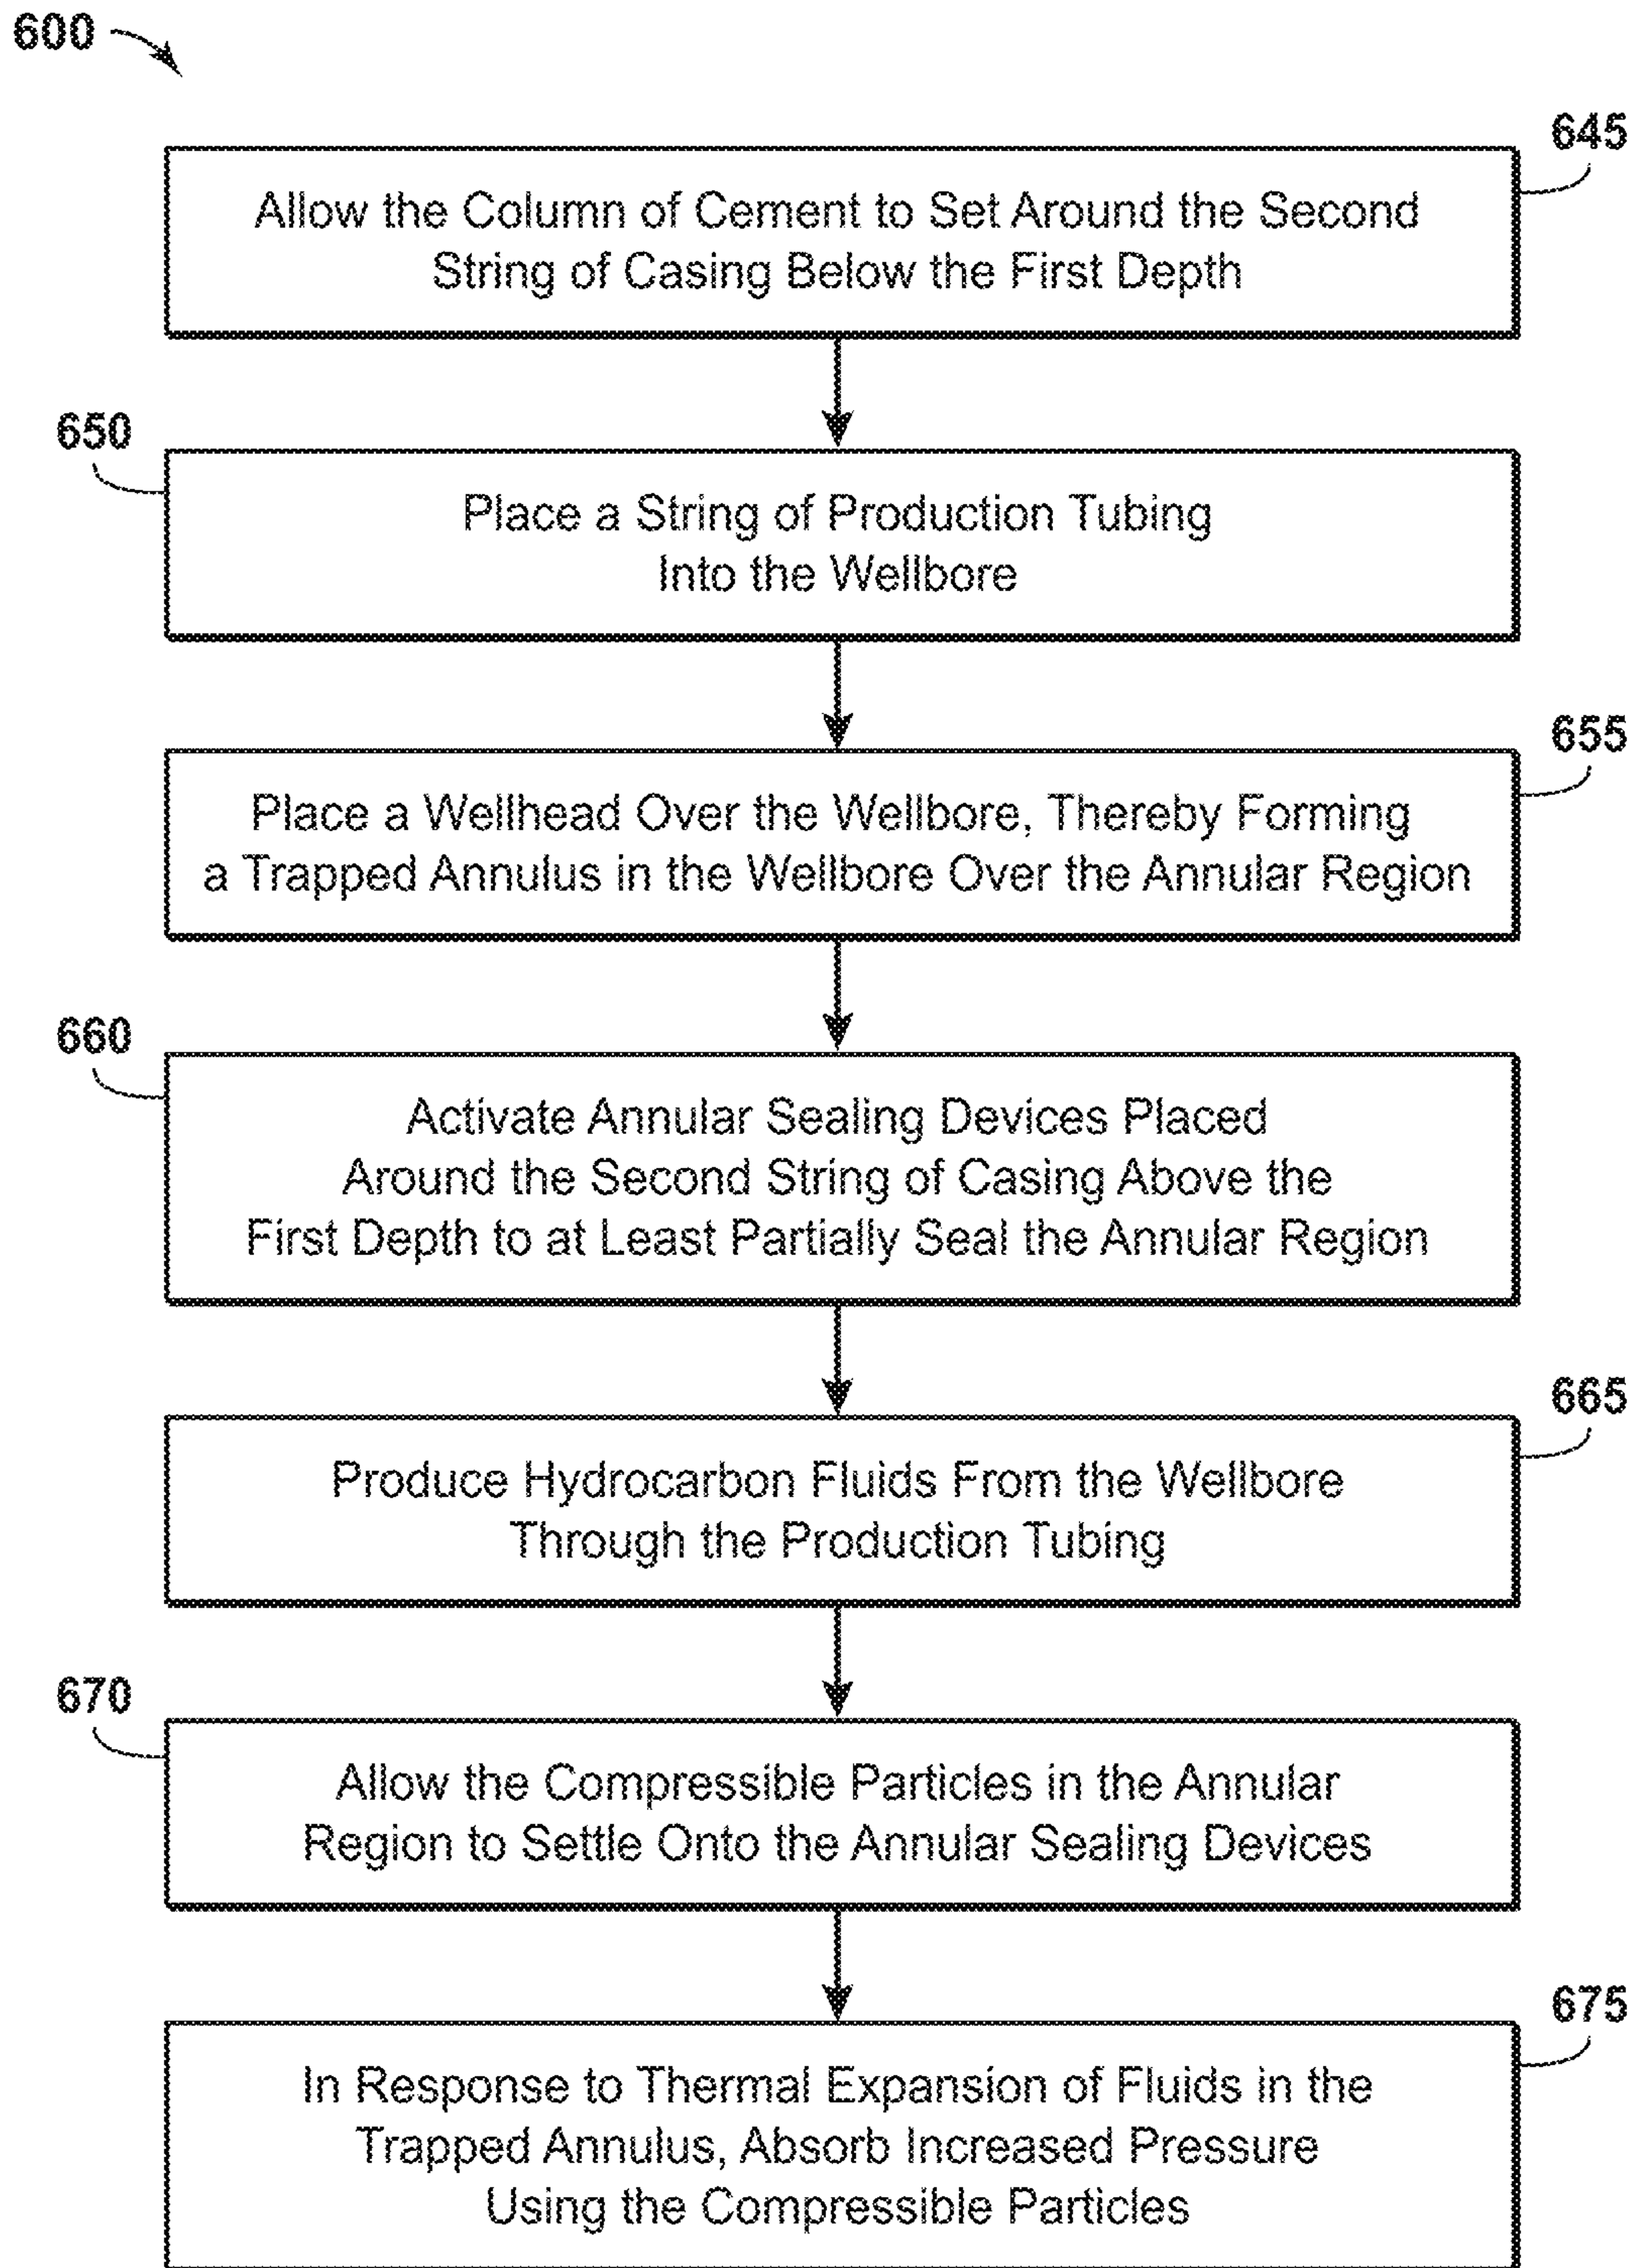 600
645
Allow the Column of Cement to Set Around the Second
String of Casing Below the First Depth
650
Place a String of Production Tubing
Into the Wellbore
655
Place a Wellhead Over the Wellbore, Thereby Forming
a Trapped Annulus in the Wellbore Over the Annular Region
660
Activate Annular Sealing Devices Placed
Around the Second String of Casing Above the
First Depth to at Least Partially Seal the Annular Region
665
Produce Hydrocarbon Fluids From the Wellbore
Through the Production Tubing
670
Allow the Compressible Particles in the Annular
Region to Settle Onto the Annular Sealing Devices
675
In Response to Thermal Expansion of Fluids in the
Trapped Annulus, Absorb Increased Pressure
Using the Compressible Particles